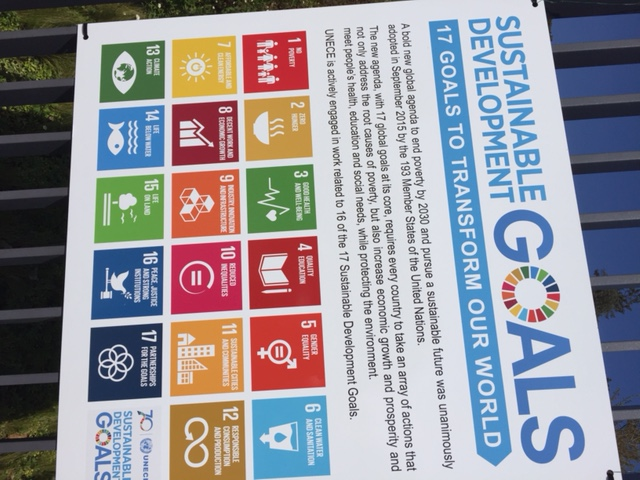 SUSTAINABLE
DEVELOPMENT
GOALS
17 GOALS TO TRANSFORM OUR WORLD
A bold new global agenda to end poverty by 2030 and pursue a sustainable future was unanimously
adopted in September 2015 by the 193 Member States of the United Nations.
The new agenda, with 17 global goals at its core, requires every country to take an array of actions that
not only address the root causes of poverty, but also increase economic growth and prosperity and
meet people's health, education and social needs, while protecting the environment.
UNECE is actively engaged in work related to 16 of the 17 Sustainable Development Goals.
1 NO
POVERTY
2 ZERO
HUNGER
3 GOOD HEALTH
AND WELL-BEING
4 QUALITY
EDUCATION
5 GENDER
EQUALITY
6 CLEAN WATER
AND SANITATION
7 AFFORDABLE AND
CLEAN ENERGY
8 DECENT WORK AND
ECONOMIC GROWTH
9 INDUSTRY, INNOVATION
AND INFRASTRUCTURE
10 REDUCED
INEQUALITIES
11 SUSTAINABLE CITIES
AND COMMUNITIES
12 RESPONSIBLE
CONSUMPTION
AND PRODUCTION
13 CLIMATE
ACTION
14 LIFE
BELOW WATER
15 LIFE
ON LAND
16 PEACE, JUSTICE
AND STRONG
INSTITUTIONS
17 PARTNERSHIPS
FOR THE GOALS
70 UNECE
SUSTAINABLE
DEVELOPMENT
GOALS